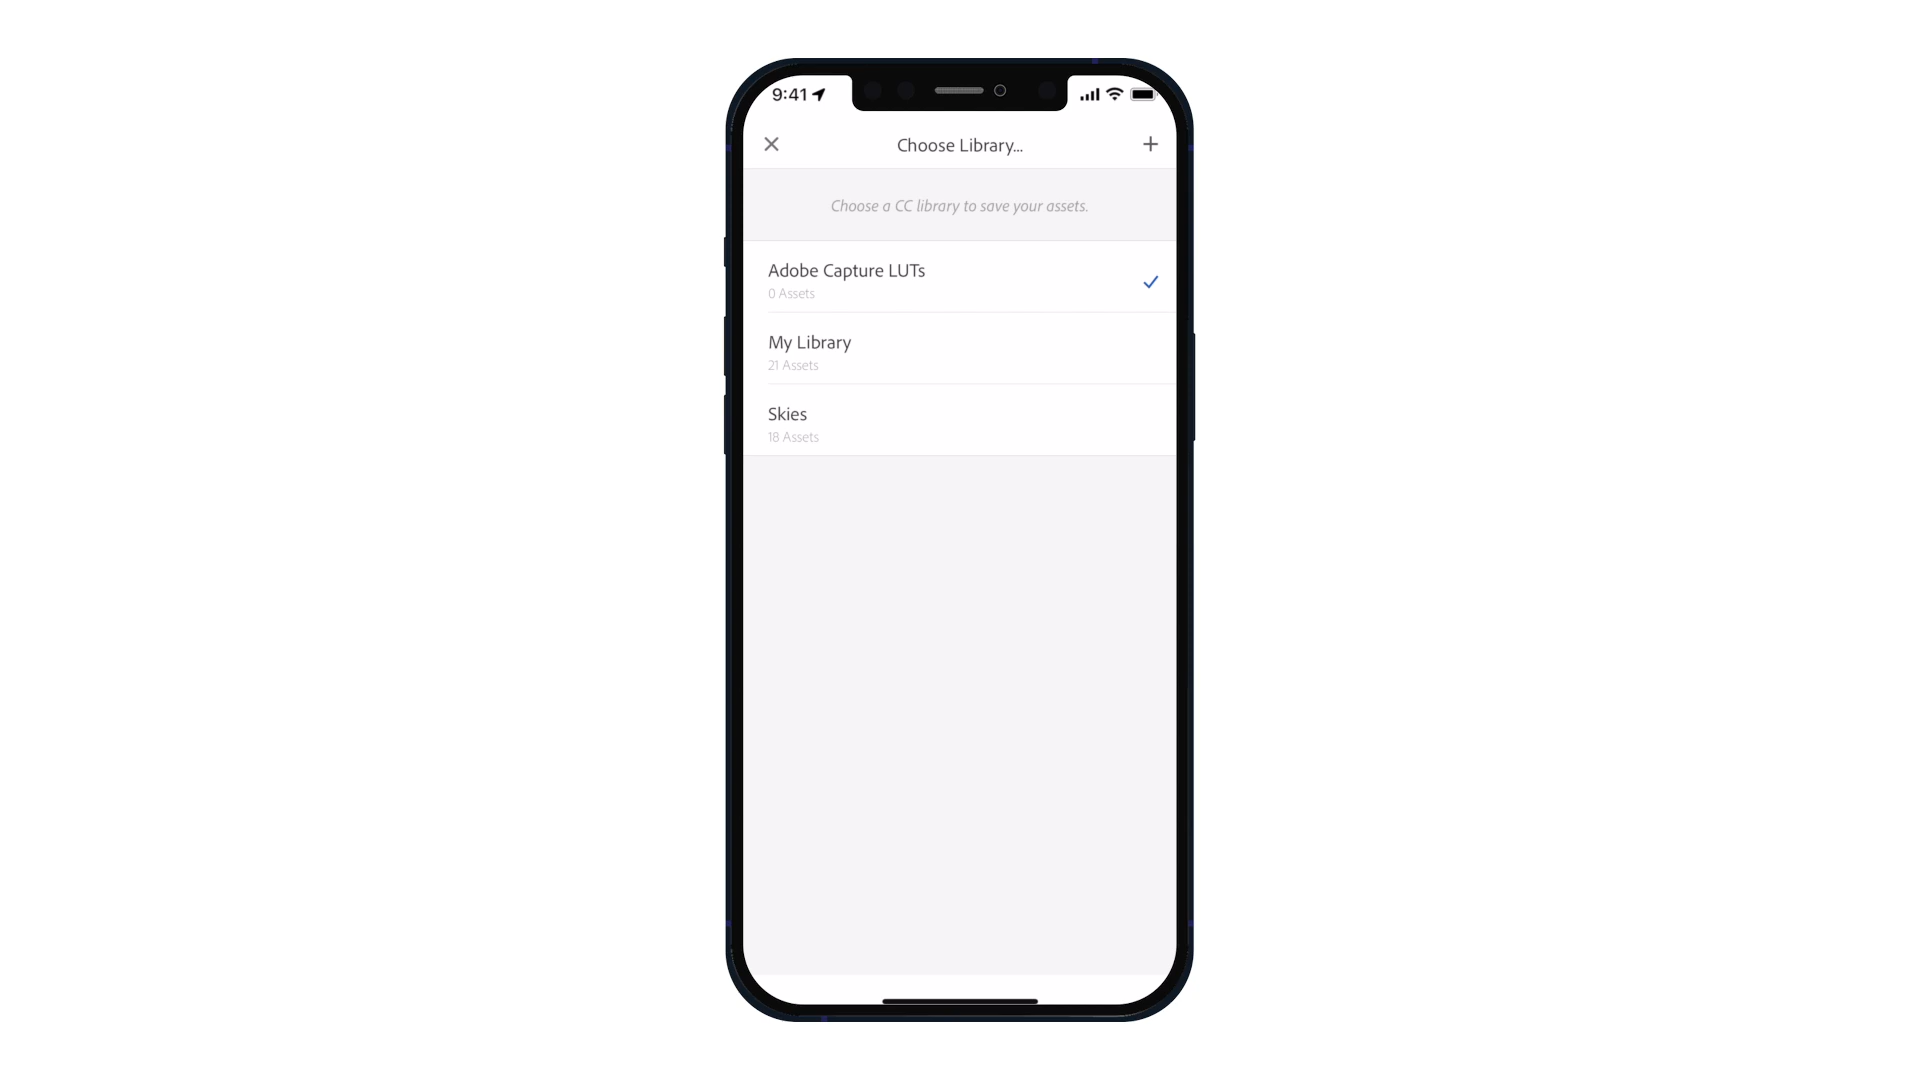 9:41
Choose Library...
Choose a CC library to save your assets.
Adobe Capture LUTs
0 Assets
My Library
21 Assets
Skies
18 Assets